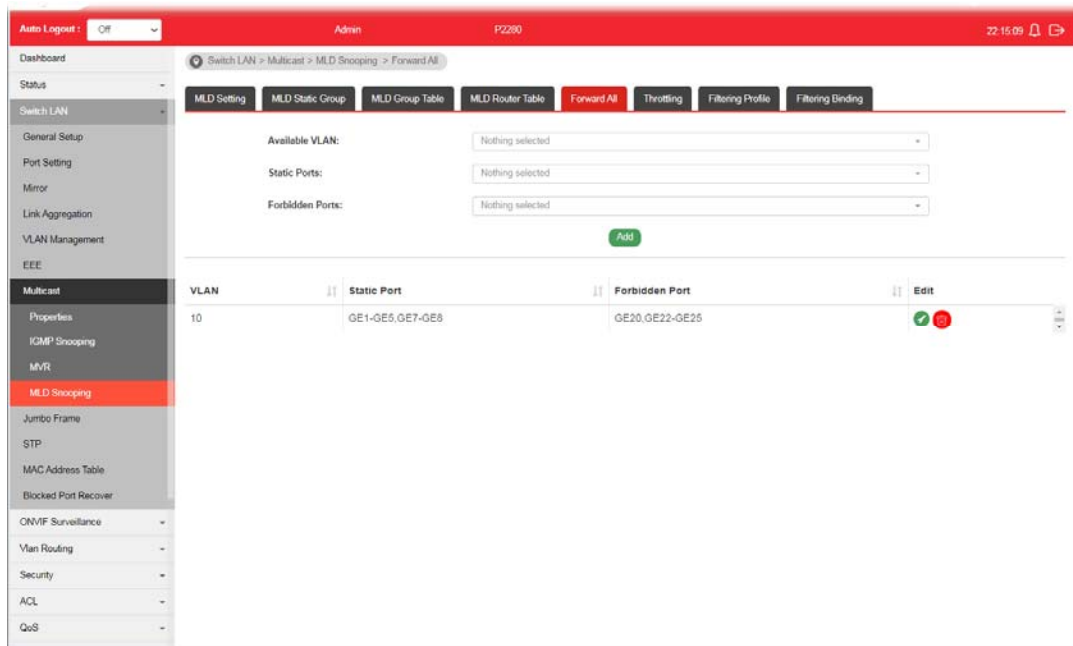 Auto Logout : Off Admin P2280 22:15:09
Dashboard
Status
Switch LAN
General Setup
Port Setting
Mirror
Link Aggregation
VLAN Management
EEE
Multicast
Properties
IGMP Snooping
MVR
MLD Snooping
Jumbo Frame
STP
MAC Address Table
Blocked Port Recover
ONVIF Surveillance
Vlan Routing
Security
ACL
QoS
Switch LAN > Multicast > MLD Snooping > Forward All
MLD Setting MLD Static Group MLD Group Table MLD Router Table Forward All Throttling Filtering Profile Filtering Binding
Available VLAN: Nothing selected
Static Ports: Nothing selected
Forbidden Ports: Nothing selected
Add
VLAN Static Port Forbidden Port Edit
10 GE1-GE5,GE7-GE8 GE20,GE22-GE25